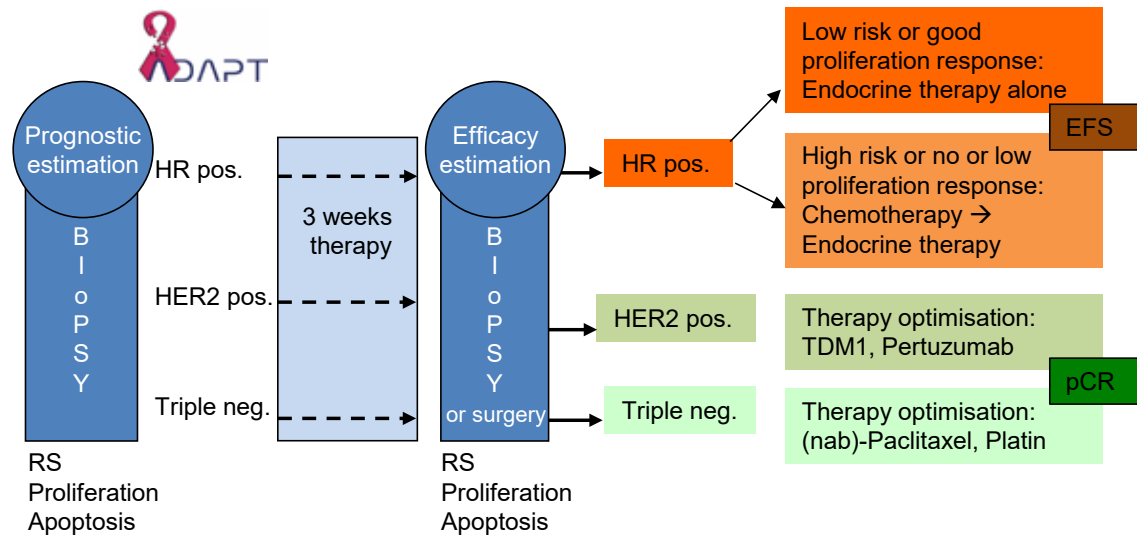 ADAPT
Prognostic
estimation
B
I
o
P
S
Y
RS
Proliferation
Apoptosis
HR pos.
HER2 pos.
Triple neg.
3 weeks
therapy
Efficacy
estimation
B
I
o
P
S
Y
or surgery
RS
Proliferation
Apoptosis
HR pos.
HER2 pos.
Triple neg.
Low risk or good
proliferation response:
Endocrine therapy alone
EFS
High risk or no or low
proliferation response:
Chemotherapy →
Endocrine therapy
Therapy optimisation:
TDM1, Pertuzumab
pCR
Therapy optimisation:
(nab)-Paclitaxel, Platin